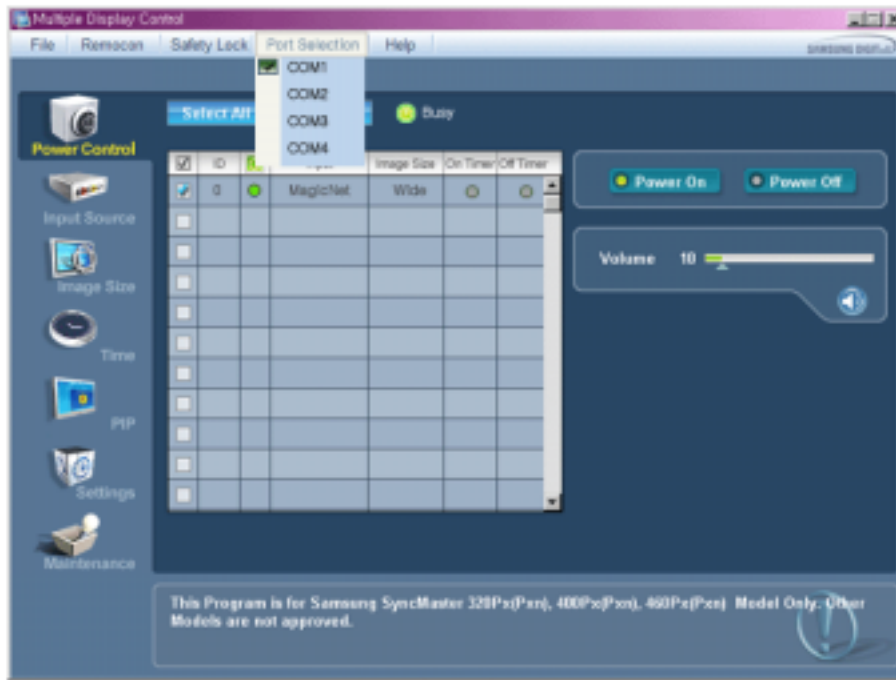 Multiple Display Control
File Remocon Safety Lock Port Selection Help
SAMSUNG DIGITall
COM1
COM2
COM3
COM4
Select All
Busy
Power Control
Input Source
Image Size
Time
PIP
Settings
Maintenance
ID Image Size On Timer Off Timer
0 MagicNet Wide
Power On Power Off
Volume 10
This Program is for Samsung SyncMaster 320Px(Pxn), 400Px(Pxn), 460Px(Pxn) Model Only. Other
Models are not approved.